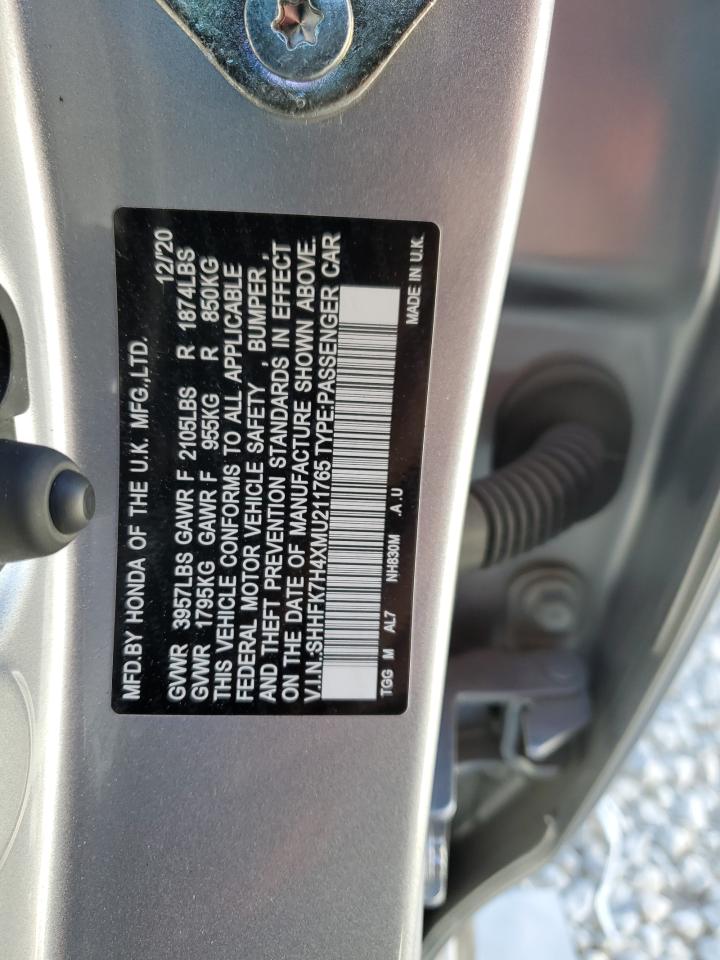 MFD.BY HONDA OF THE U.K. MFG.,LTD. 12/'20
GVWR 3957LBS GAWR F 2105LBS R 1874LBS
GVWR 1795KG GAWR F 955KG R 850KG
THIS VEHICLE CONFORMS TO ALL APPLICABLE
FEDERAL MOTOR VEHICLE SAFETY, BUMPER,
AND THEFT PREVENTION STANDARDS IN EFFECT
ON THE DATE OF MANUFACTURE SHOWN ABOVE.
V.I.N.:SHHFK7H4XMU211765 TYPE:PASSENGER CAR
TGG M AL7 NH830M .A.U MADE IN U.K.